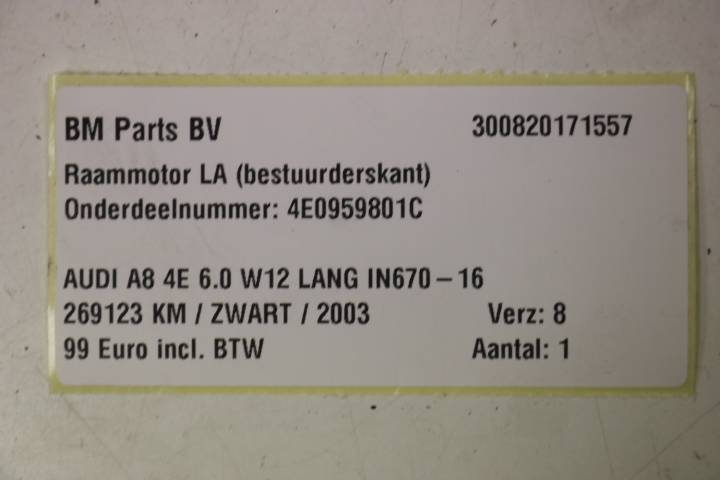 BM Parts BV 300820171557
Raammotor LA (bestuurderskant)
Onderdeelnummer: 4E0959801C
AUDI A8 4E 6.0 W12 LANG IN670-16
269123 KM / ZWART / 2003 Verz: 8
99 Euro incl. BTW Aantal: 1